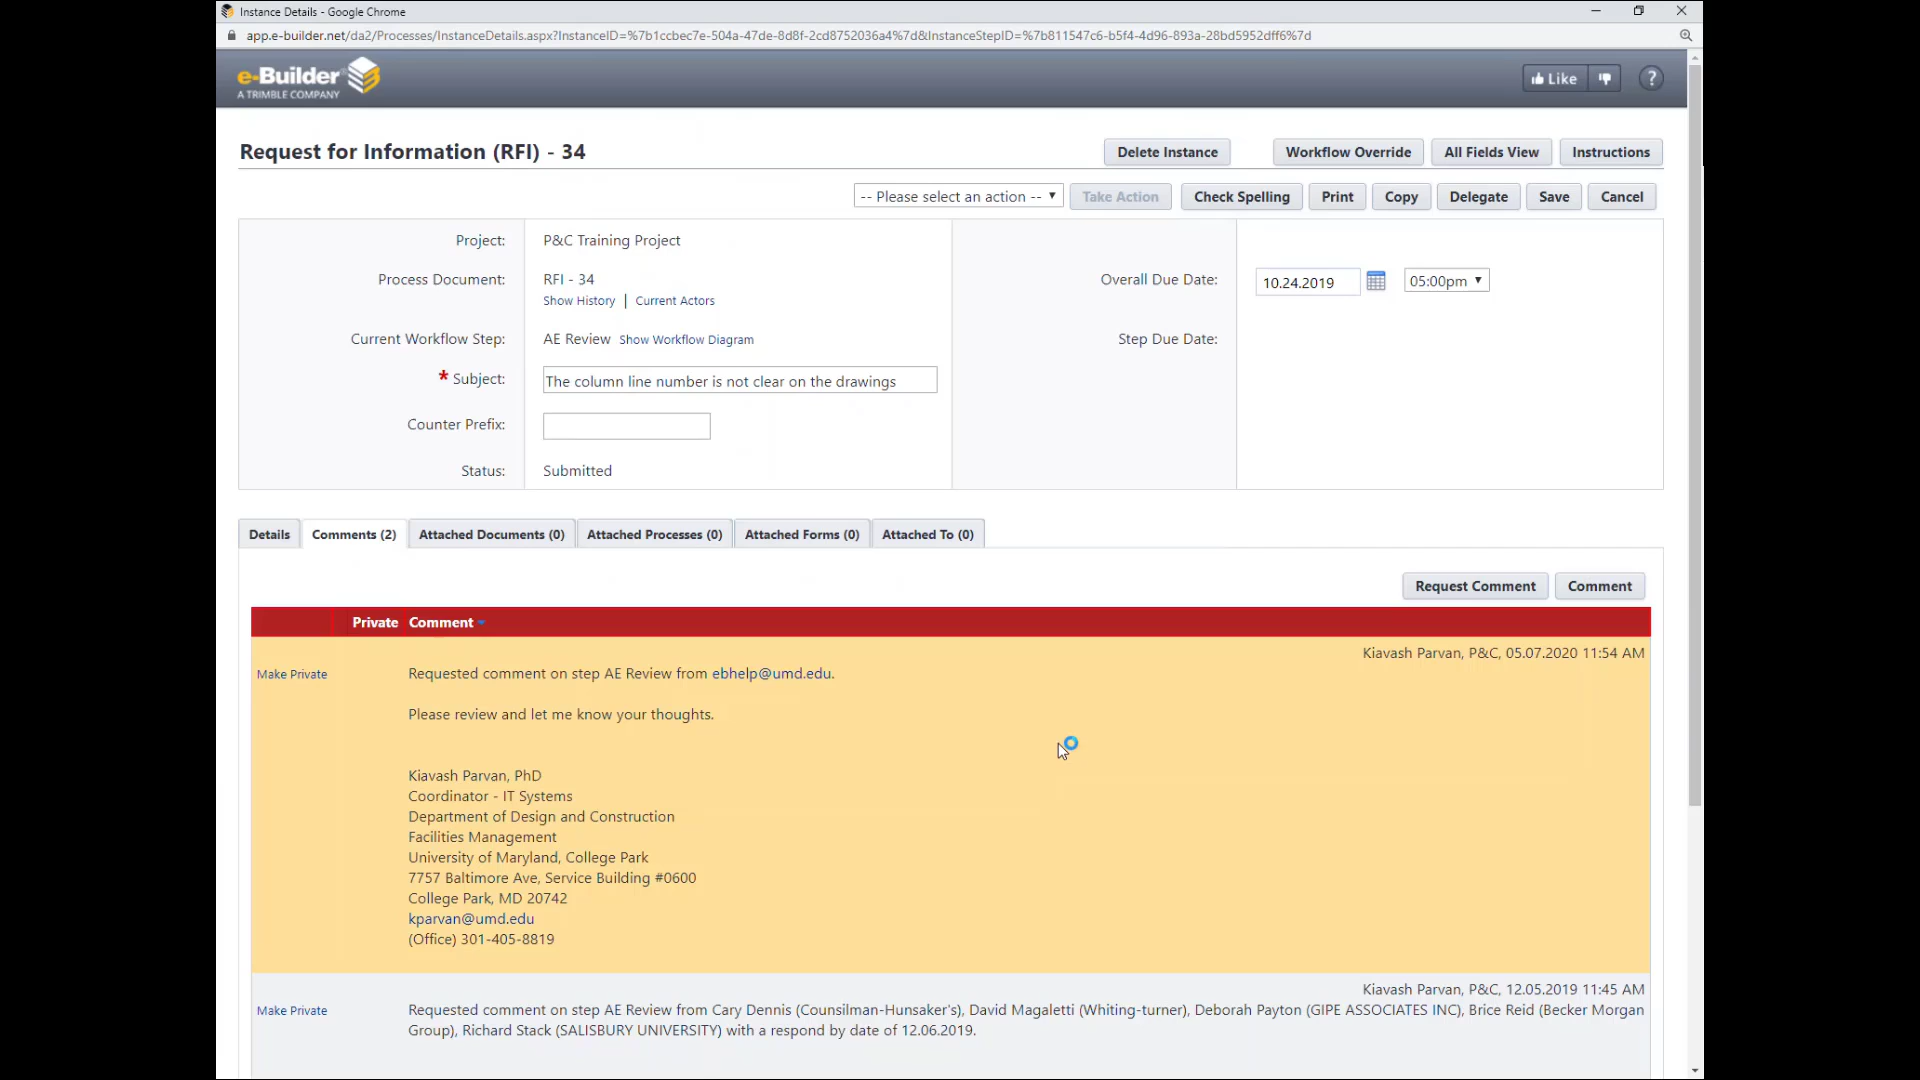 Instance Details - Google Chrome
app.e-builder.net/da2/Processes/InstanceDetails.aspx?InstanceID=%7b1ccbec7e-504a-47de-8d8f-2cd8752036a4%7d&InstanceStepID=%7b811547c6-b5f4-4d96-893a-28bd5952dff6%7d
e-Builder
A TRIMBLE COMPANY
Like
?
Request for Information (RFI) - 34
Delete Instance
Workflow Override
All Fields View
Instructions
-- Please select an action --
Take Action
Check Spelling
Print
Copy
Delegate
Save
Cancel
Project: P&C Training Project
Process Document: RFI - 34
Show History | Current Actors
Overall Due Date: 10.24.2019 05:00pm
Current Workflow Step: AE Review Show Workflow Diagram
Step Due Date:
* Subject: The column line number is not clear on the drawings
Counter Prefix:
Status: Submitted
Details
Comments (2)
Attached Documents (0)
Attached Processes (0)
Attached Forms (0)
Attached To (0)
Request Comment
Comment
Private Comment
Kiavash Parvan, P&C, 05.07.2020 11:54 AM
Make Private
Requested comment on step AE Review from ebhelp@umd.edu.
Please review and let me know your thoughts.
Kiavash Parvan, PhD
Coordinator - IT Systems
Department of Design and Construction
Facilities Management
University of Maryland, College Park
7757 Baltimore Ave, Service Building #0600
College Park, MD 20742
kparvan@umd.edu
(Office) 301-405-8819
Kiavash Parvan, P&C, 12.05.2019 11:45 AM
Make Private
Requested comment on step AE Review from Cary Dennis (Counsilman-Hunsaker's), David Magaletti (Whiting-turner), Deborah Payton (GIPE ASSOCIATES INC), Brice Reid (Becker Morgan
Group), Richard Stack (SALISBURY UNIVERSITY) with a respond by date of 12.06.2019.